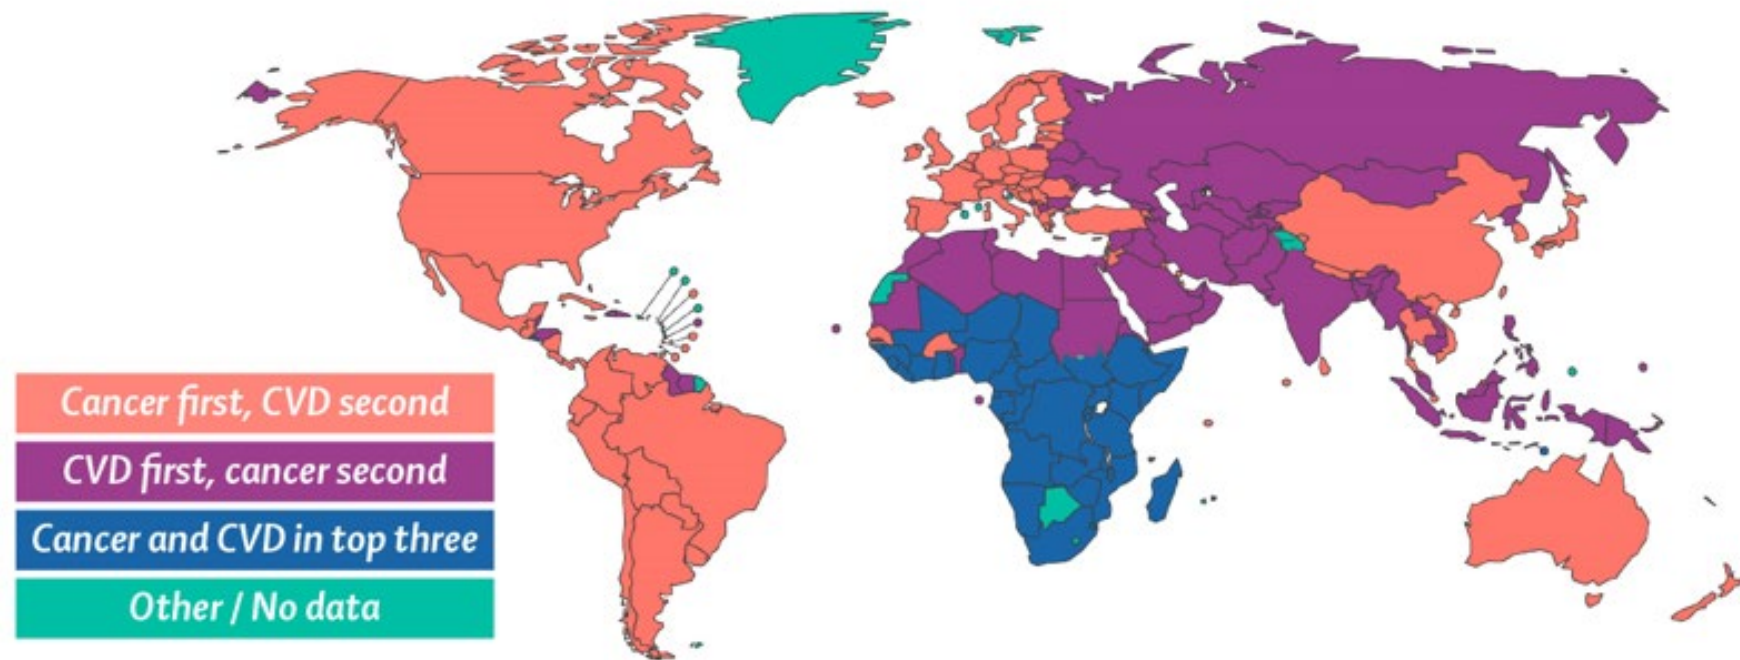 Cancer first, CVD second
CVD first, cancer second
Cancer and CVD in top three
Other / No data